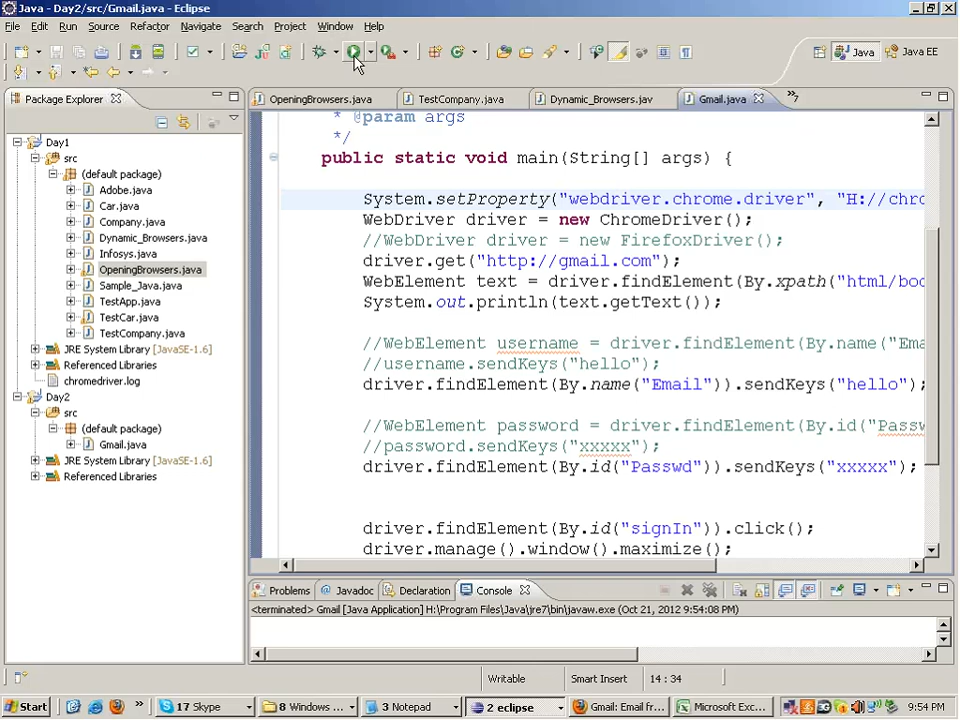 Java - Day2/src/Gmail.java - Eclipse
File Edit Run Source Refactor Navigate Search Project Window Help
Java Java EE
Package Explorer
OpeningBrowsers.java TestCompany.java Dynamic_Browsers.jav Gmail.java »7
Day1
src
(default package)
Adobe.java
Car.java
Company.java
Dynamic_Browsers.java
Infosys.java
OpeningBrowsers.java
Sample_Java.java
TestApp.java
TestCar.java
TestCompany.java
JRE System Library [JavaSE-1.6]
Referenced Libraries
chromedriver.log
Day2
src
(default package)
Gmail.java
JRE System Library [JavaSE-1.6]
Referenced Libraries
* @param args
*/
public static void main(String[] args) {
System.setProperty("webdriver.chrome.driver", "H://chro
WebDriver driver = new ChromeDriver();
//WebDriver driver = new FirefoxDriver();
driver.get("http://gmail.com");
WebElement text = driver.findElement(By.xpath("html/bod
System.out.println(text.getText());
//WebElement username = driver.findElement(By.name("Ema
//username.sendKeys("hello");
driver.findElement(By.name("Email")).sendKeys("hello");
//WebElement password = driver.findElement(By.id("Passw
//password.sendKeys("xxxxx");
driver.findElement(By.id("Passwd")).sendKeys("xxxxx");
driver.findElement(By.id("signIn")).click();
driver.manage().window().maximize();
Problems @ Javadoc Declaration Console
<terminated> Gmail [Java Application] H:\Program Files\Java\jre7\bin\javaw.exe (Oct 21, 2012 9:54:08 PM)
Writable Smart Insert 14 : 34
Start » 17 Skype 8 Windows ... 3 Notepad 2 eclipse Gmail: Email fr... Microsoft Exc... 9:54 PM